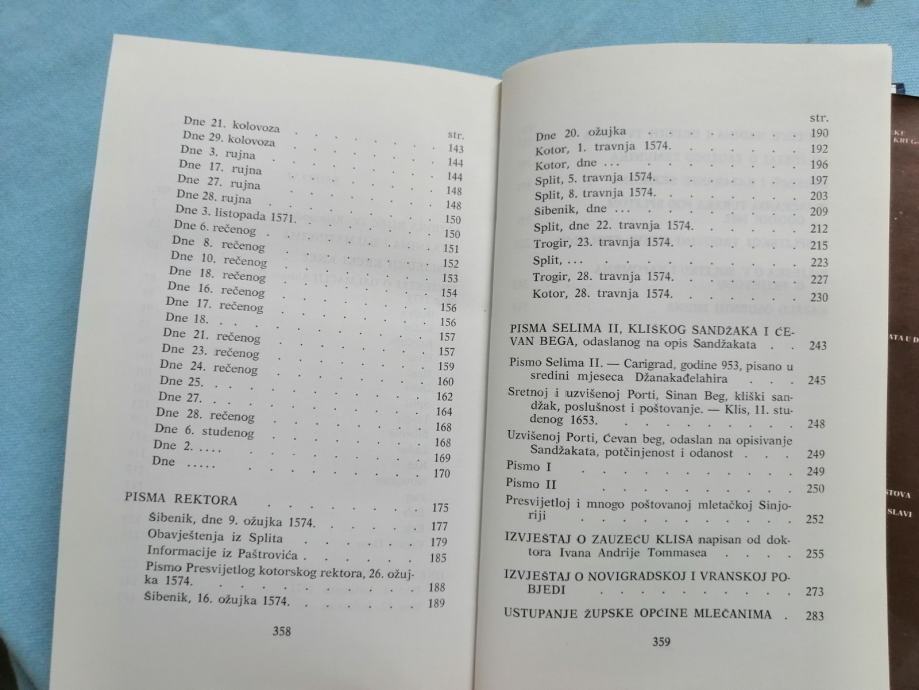 str.
Dne 21. kolovoza . . . . . . 143
Dne 29. kolovoza . . . . . . 144
Dne 3. rujna . . . . . . 144
Dne 17. rujna . . . . . . 148
Dne 27. rujna . . . . . . 148
Dne 28. rujna . . . . . . 150
Dne 3. listopada 1571. . . . . . 150
Dne 6. rečenog . . . . . . 151
Dne 8. rečenog . . . . . . 152
Dne 10. rečenog . . . . . . 153
Dne 18. rečenog . . . . . . 154
Dne 16. rečenog . . . . . . 156
Dne 17. rečenog . . . . . . 156
Dne 18. . . . . . . 157
Dne 21. rečenog . . . . . . 157
Dne 23. rečenog . . . . . . 159
Dne 24. rečenog . . . . . . 160
Dne 25. . . . . . . 162
Dne 27. . . . . . . 164
Dne 28. rečenog . . . . . . 168
Dne 6. studenog . . . . . . 168
Dne 2. ..... . . . . . . 169
Dne ..... . . . . . . 170
PISMA REKTORA . . . . . . 175
Šibenik, dne 9. ožujka 1574. . . . . 177
Obavještenja iz Splita . . . . . 179
Informacije iz Paštrovića . . . . . 185
Pismo Presvijetlog kotorskog rektora, 26. ožuj-
ka 1574. . . . . . . 188
Šibenik, 16. ožujka 1574. . . . . . 189
358
str.
Dne 20. ožujka . . . . . . 190
Kotor, 1. travnja 1574. . . . . . 192
Kotor, dne ... . . . . . . 196
Split, 5. travnja 1574. . . . . . 197
Split, 8. travnja 1574. . . . . . 203
Šibenik, dne ... . . . . . . 209
Split, dne 22. travnja 1574. . . . . . 212
Trogir, 23. travnja 1574. . . . . . 215
Split, ... . . . . . . 223
Trogir, 28. travnja 1574. . . . . . 227
Kotor, 28. travnja 1574. . . . . . 230
PISMA SELIMA II, KLIŠKOG SANDŽAKA I ĆE-
VAN BEGA, odaslanog na opis Sandžakata . . 243
Pismo Selima II. — Carigrad, godine 953, pisano u
sredini mjeseca Džanakađelahira . . . 245
Sretnoj i uzvišenoj Porti, Sinan Beg, kliški san-
džak, poslušnost i poštovanje. — Klis, 11. stu-
denog 1653. . . . . . . 248
Uzvišenoj Porti, Ćevan beg, odaslan na opisivanje
Sandžakata, potčinjenost i odanost . . . 249
Pismo I . . . . . . 249
Pismo II . . . . . . 250
Presvijetloj i mnogo poštovanoj mletačkoj Sinjo-
riji . . . . . . 252
IZVJEŠTAJ O ZAUZEĆU KLISA napisan od dok-
tora Ivana Andrije Tommasea . . . . 255
IZVJEŠTAJ O NOVIGRADSKOJ I VRANSKOJ PO-
BJEDI . . . . . . 273
USTUPANJE ŽUPSKE OPĆINE MLEČANIMA . 283
359